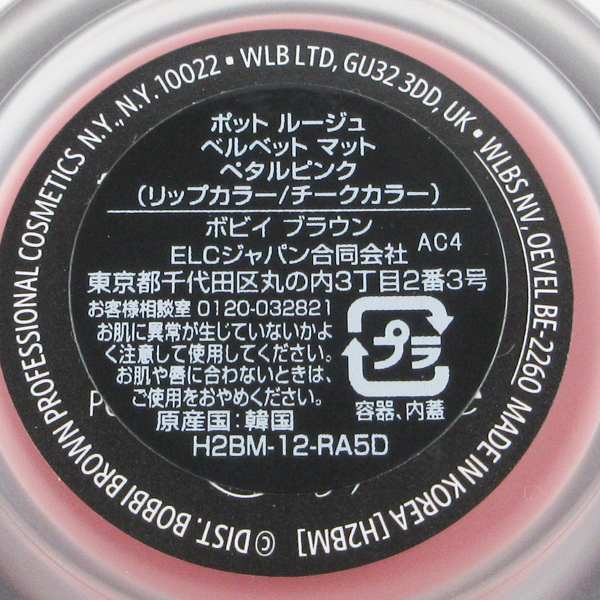 © DIST. BOBBI BROWN PROFESSIONAL COSMETICS N.Y., N.Y. 10022 • WLB LTD, GU32 3DD, UK • WLBS NV, OEVEL BE-2260 MADE IN KOREA [H2BM]
ポット ルージュ
ベルベット マット
ペタルピンク
(リップカラー/チークカラー)
ボビイ ブラウン
ELCジャパン合同会社 AC4
東京都千代田区丸の内3丁目2番3号
お客様相談室 0120-032821
お肌に異常が生じていないかよ
く注意して使用してください。
お肌や唇に合わないときは、
ご使用をおやめください。
プラ
容器、内蓋
原産国:韓国
H2BM-12-RA5D